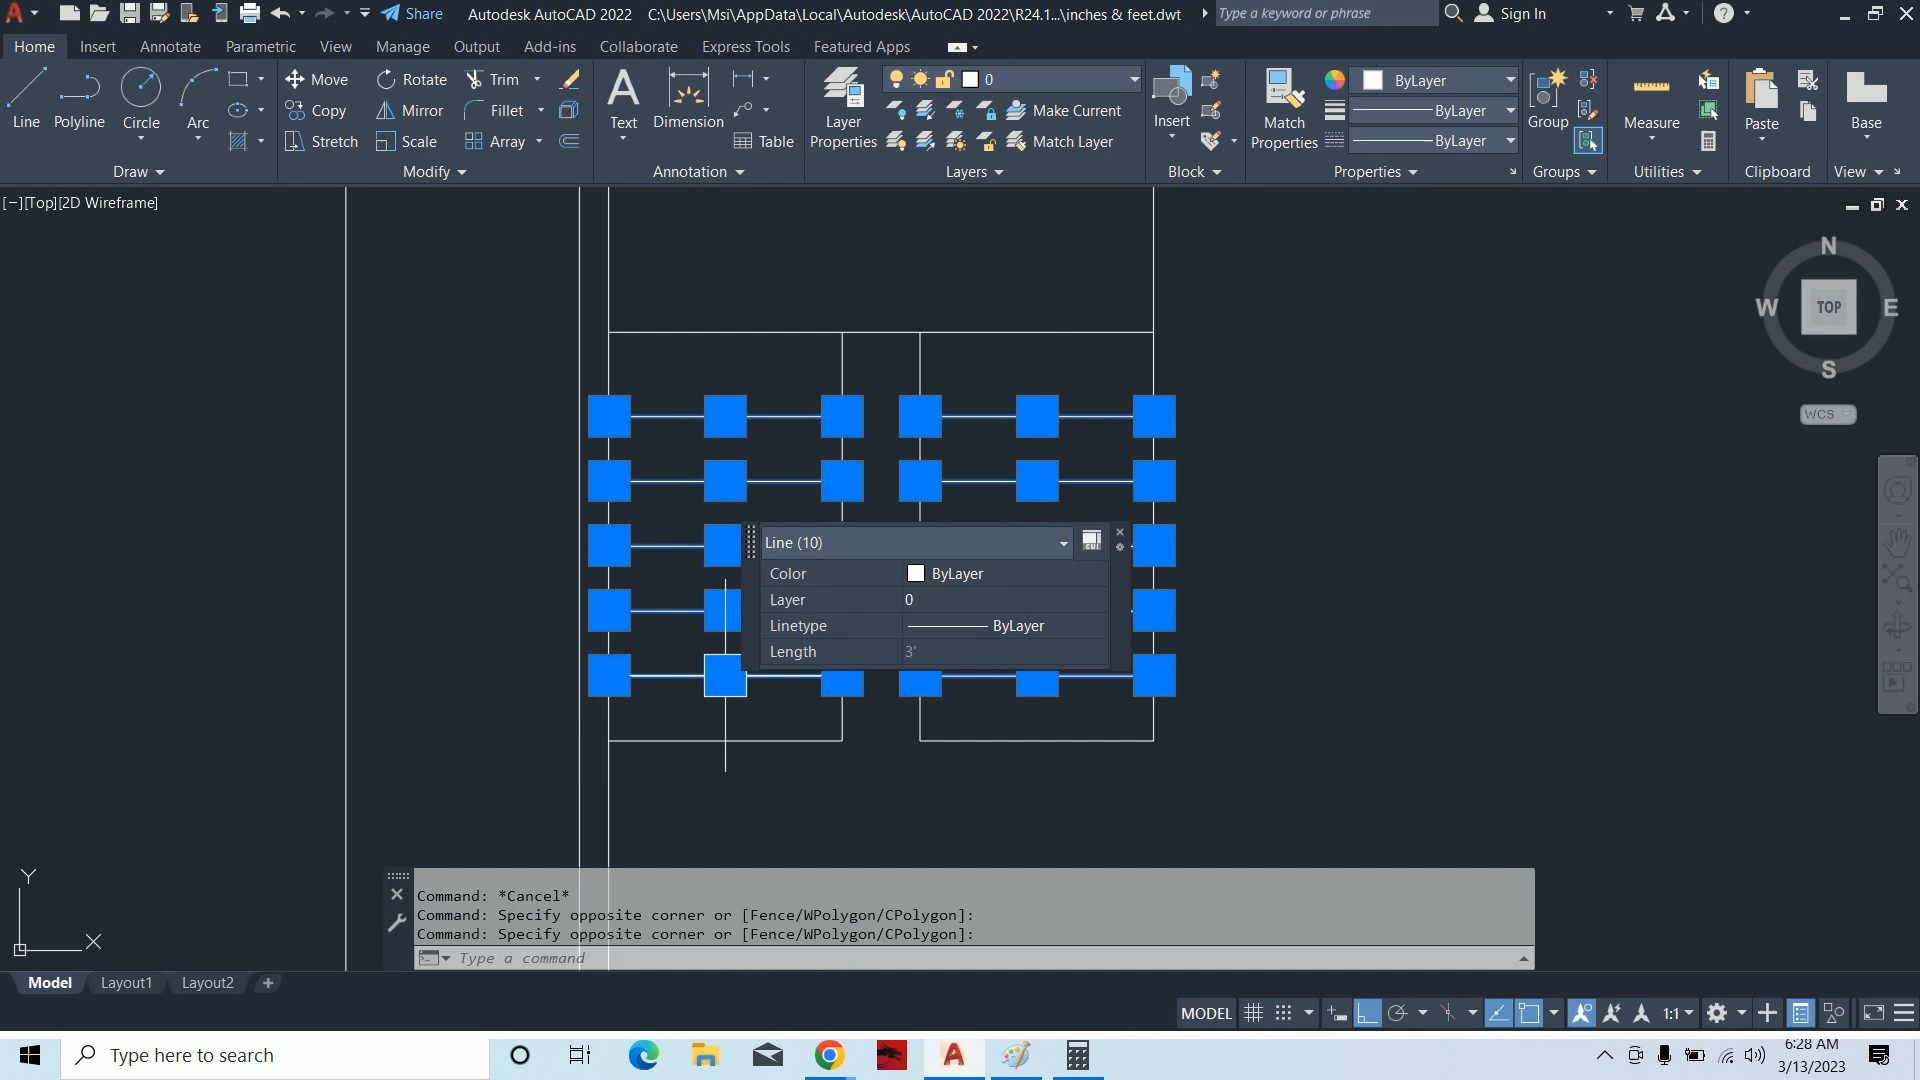 Share Autodesk AutoCAD 2022 C:\Users\Msi\AppData\Local\Autodesk\AutoCAD 2022\R24.1...\inches & feet.dwt Type a keyword or phrase Sign In
Home Insert Annotate Parametric View Manage Output Add-ins Collaborate Express Tools Featured Apps
Line Polyline Circle Arc
Move Rotate Trim
Copy Mirror Fillet
Stretch Scale Array
Text Dimension
Table
Layer
Properties
0
Make Current
Match Layer
Insert
Match
Properties
ByLayer
ByLayer
ByLayer
Group
Measure
Paste
Base
Draw Modify Annotation Layers Block Properties Groups Utilities Clipboard View
[−][Top][2D Wireframe]
N
W TOP E
S
WCS
Line (10)
CUI
Color ByLayer
Layer 0
Linetype ByLayer
Length 3'
Y
X
Command: *Cancel*
Command: Specify opposite corner or [Fence/WPolygon/CPolygon]:
Command: Specify opposite corner or [Fence/WPolygon/CPolygon]:
Type a command
Model Layout1 Layout2
MODEL 1:1
Type here to search
6:28 AM
3/13/2023